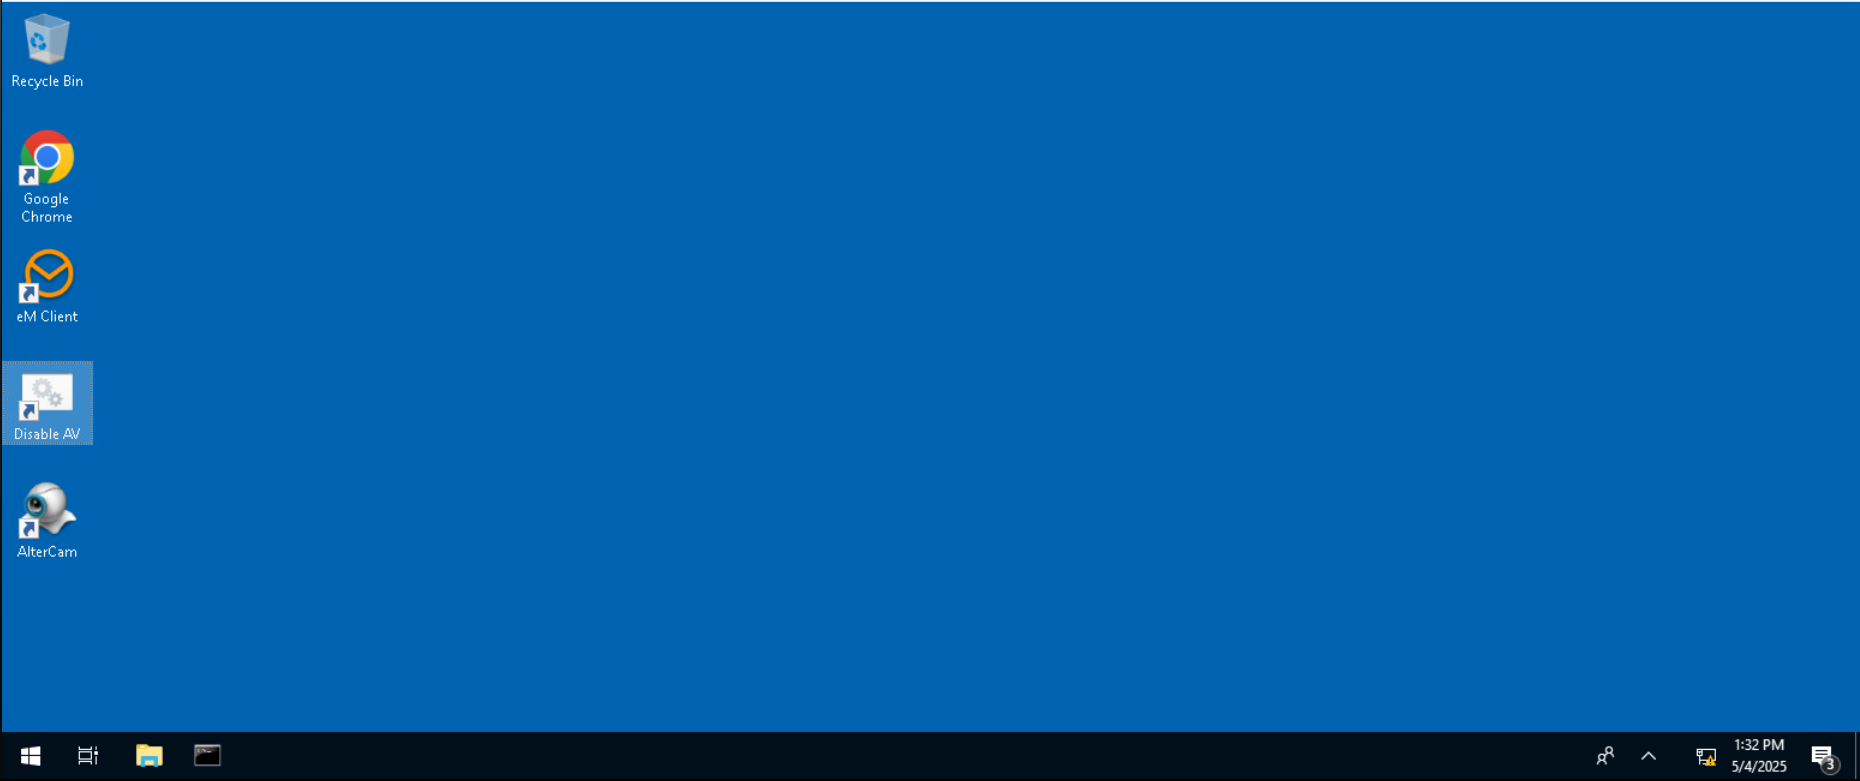 Recycle Bin
Google
Chrome
eM Client
Disable AV
AlterCam
1:32 PM
5/4/2025
3